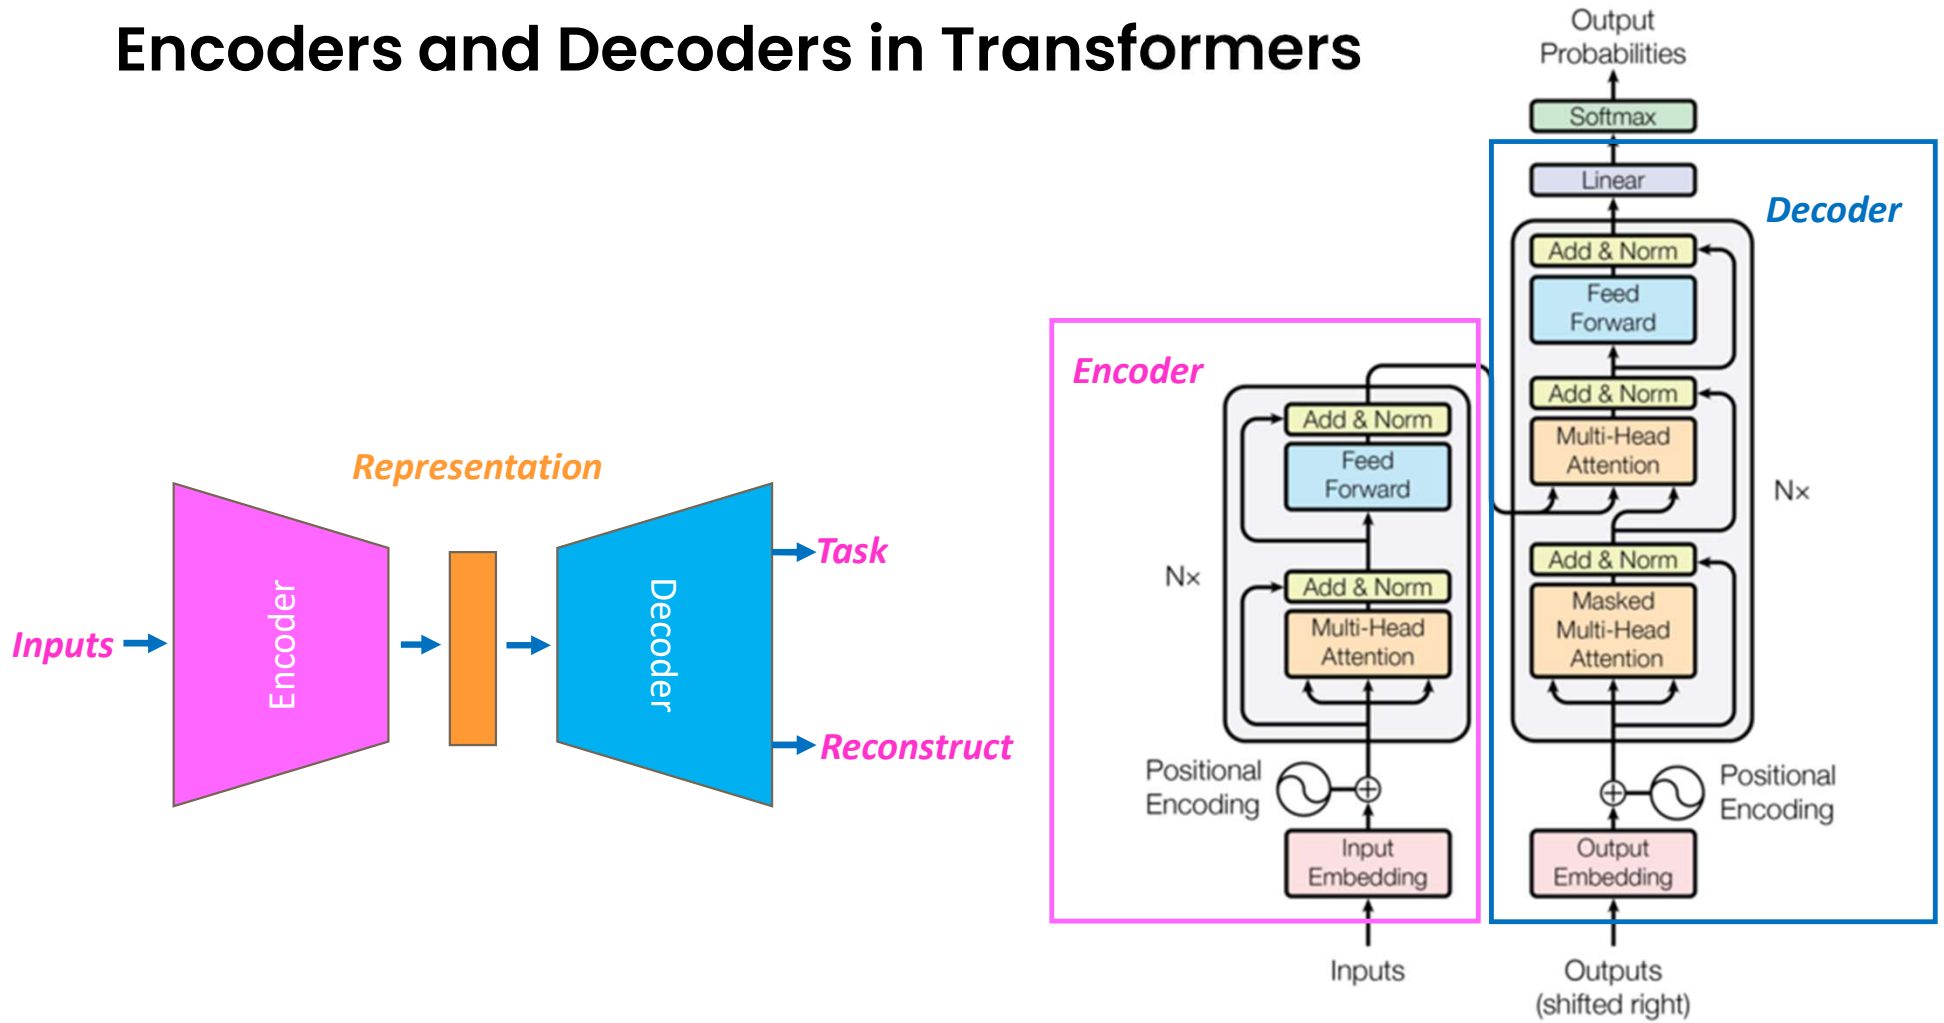 Encoders and Decoders in Transformers
Representation
Inputs
Encoder
Decoder
Task
Reconstruct
Encoder
Add & Norm
Feed
Forward
Nx
Add & Norm
Multi-Head
Attention
Positional
Encoding
Input
Embedding
Inputs
Output
Probabilities
Softmax
Linear
Decoder
Add & Norm
Feed
Forward
Add & Norm
Multi-Head
Attention
Nx
Add & Norm
Masked
Multi-Head
Attention
Positional
Encoding
Output
Embedding
Outputs
(shifted right)